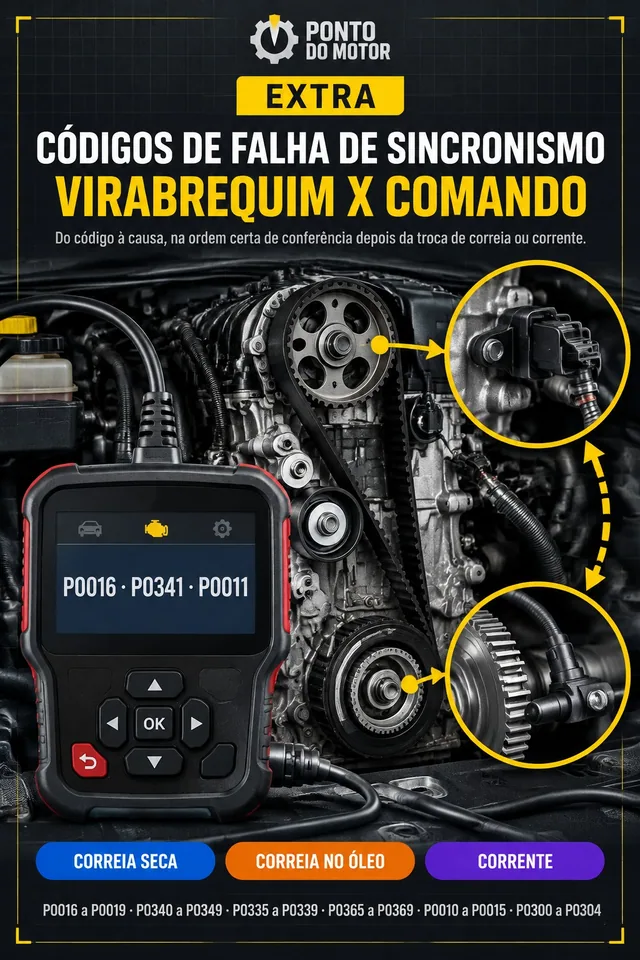 PONTO
DO MOTOR
EXTRA
CÓDIGOS DE FALHA DE SINCRONISMO
VIRABREQUIM X COMANDO
Do código à causa, na ordem certa de conferência depois da troca de correia ou corrente.
P0016 · P0341 · P0011
OK
CORREIA SECA
CORREIA NO ÓLEO
CORRENTE
P0016 a P0019 · P0340 a P0349 · P0335 a P0339 · P0365 a P0369 · P0010 a P0015 · P0300 a P0304